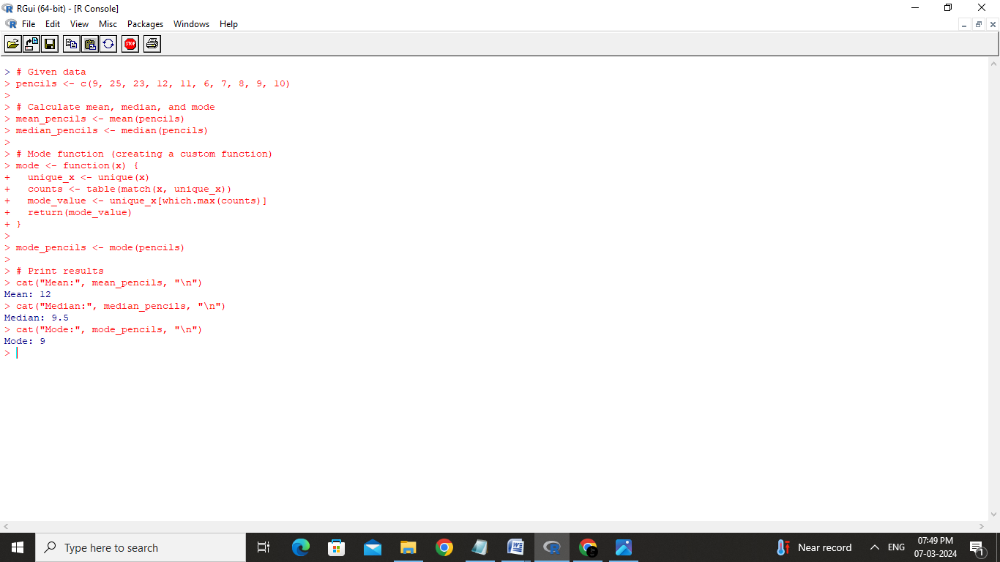 RGui (64-bit) - [R Console]
File Edit View Misc Packages Windows Help
STOP
> # Given data
> pencils <- c(9, 25, 23, 12, 11, 6, 7, 8, 9, 10)
>
> # Calculate mean, median, and mode
> mean_pencils <- mean(pencils)
> median_pencils <- median(pencils)
>
> # Mode function (creating a custom function)
> mode <- function(x) {
+   unique_x <- unique(x)
+   counts <- table(match(x, unique_x))
+   mode_value <- unique_x[which.max(counts)]
+   return(mode_value)
+ }
>
> mode_pencils <- mode(pencils)
>
> # Print results
> cat("Mean:", mean_pencils, "\n")
Mean: 12
> cat("Median:", median_pencils, "\n")
Median: 9.5
> cat("Mode:", mode_pencils, "\n")
Mode: 9
>
Type here to search
Near record
ENG
07:49 PM
07-03-2024
1